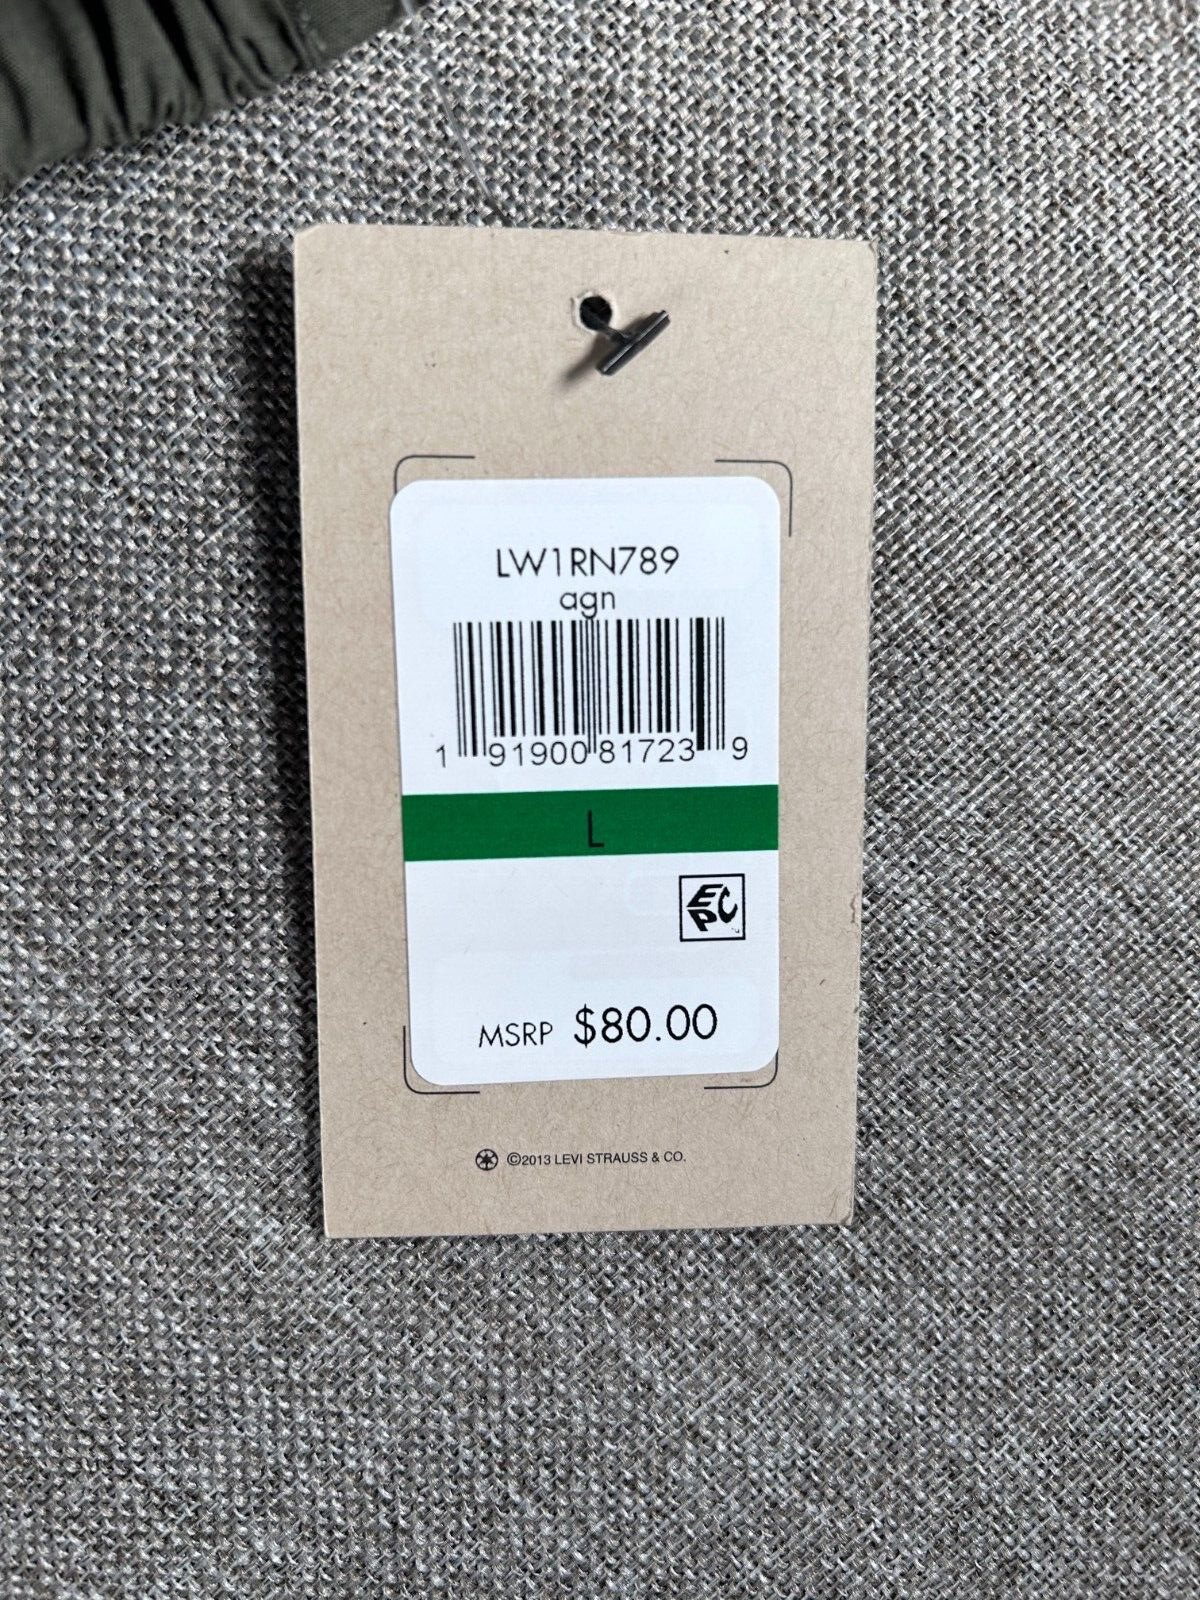 LW1RN789
agn
1 91900 81723 9
L
EPC
MSRP $80.00
©2013 LEVI STRAUSS & CO.